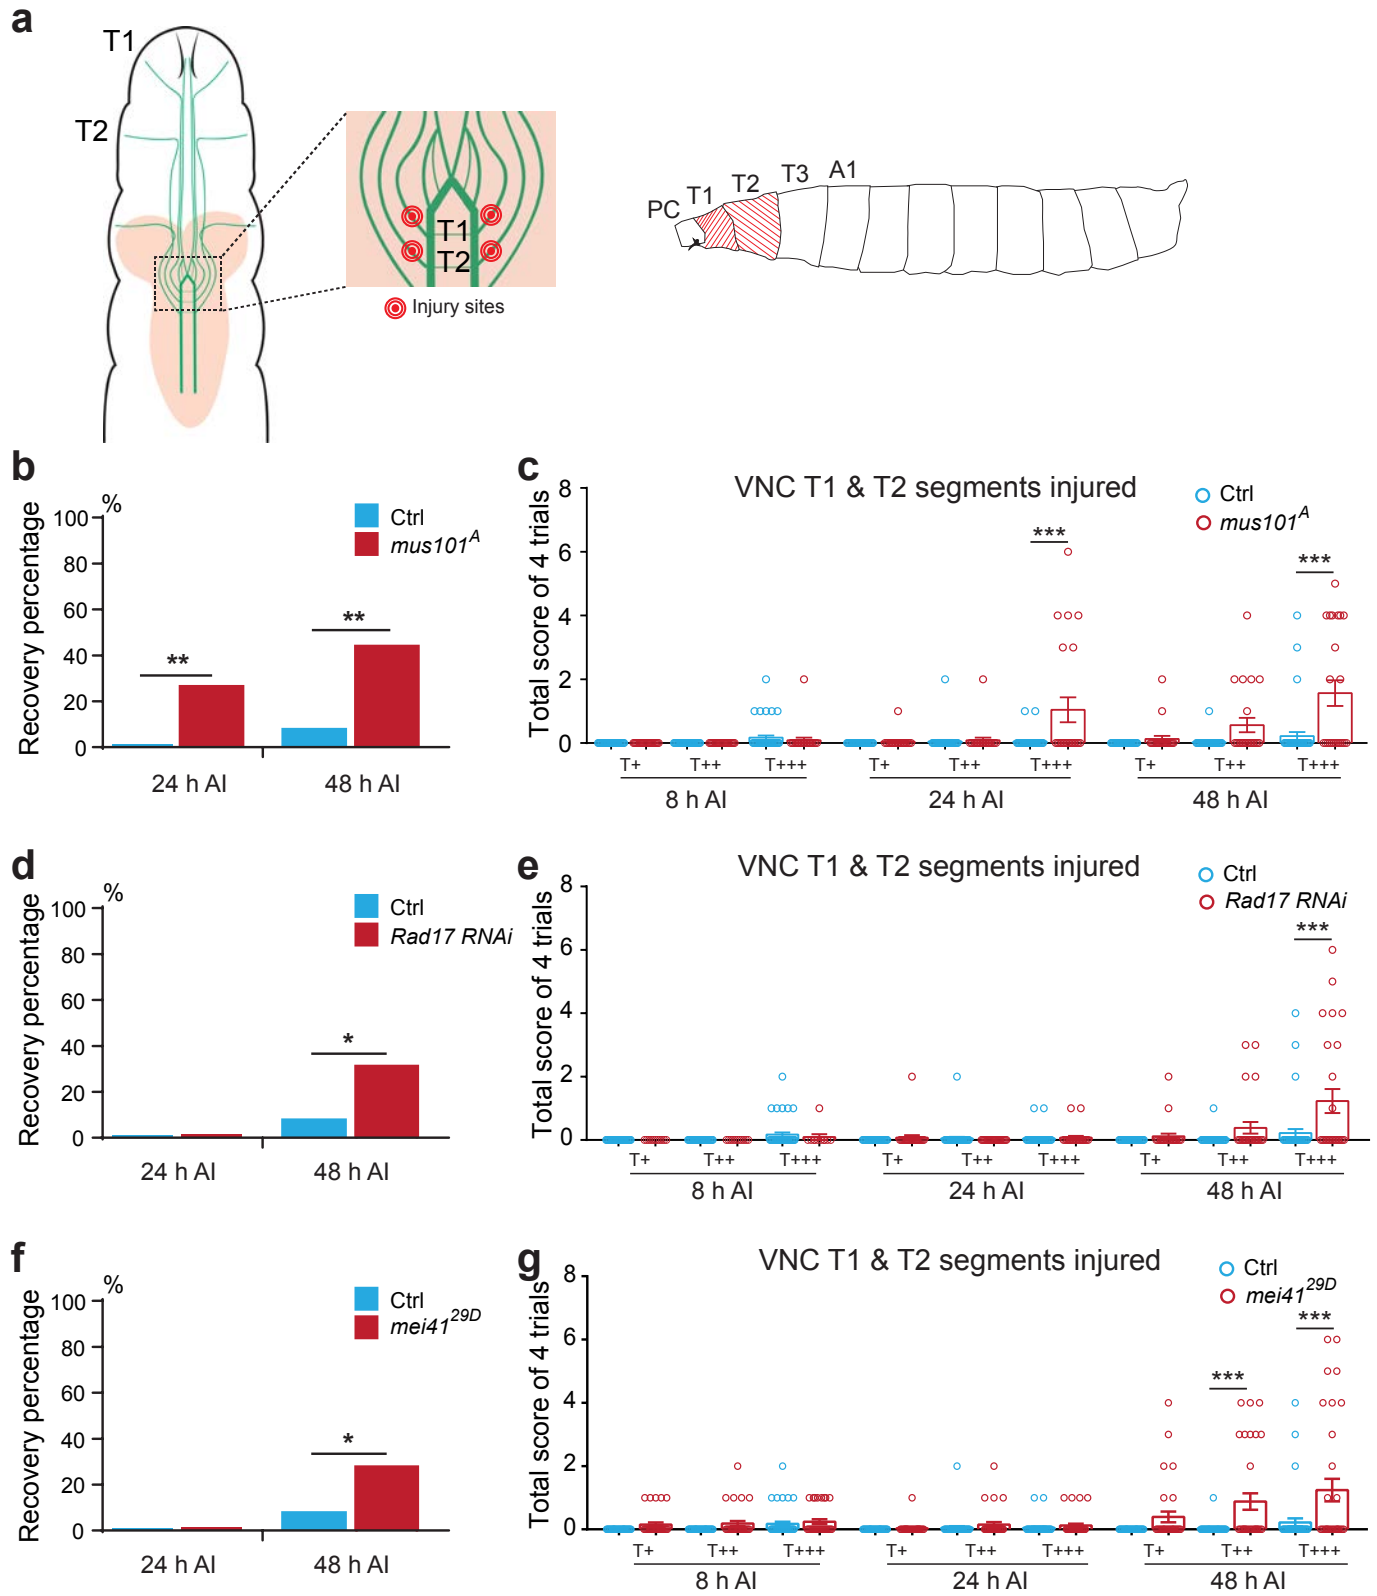 a
T1
T2
T1
T2
Injury sites
PC T1 T2 T3 A1
b
%
Recovery percentage
100
80
60
40
20
0
Ctrl
mus101^A
**
**
24 h AI 48 h AI
c
VNC T1 & T2 segments injured
Total score of 4 trials
8
6
4
2
0
Ctrl
mus101^A
***
***
T+ T++ T+++ T+ T++ T+++ T+ T++ T+++
8 h AI 24 h AI 48 h AI
d
%
Recovery percentage
100
80
60
40
20
0
Ctrl
Rad17 RNAi
*
24 h AI 48 h AI
e
VNC T1 & T2 segments injured
Total score of 4 trials
8
6
4
2
0
Ctrl
Rad17 RNAi
***
T+ T++ T+++ T+ T++ T+++ T+ T++ T+++
8 h AI 24 h AI 48 h AI
f
%
Recovery percentage
100
80
60
40
20
0
Ctrl
mei41^29D
*
24 h AI 48 h AI
g
VNC T1 & T2 segments injured
Total score of 4 trials
8
6
4
2
0
Ctrl
mei41^29D
***
***
T+ T++ T+++ T+ T++ T+++ T+ T++ T+++
8 h AI 24 h AI 48 h AI